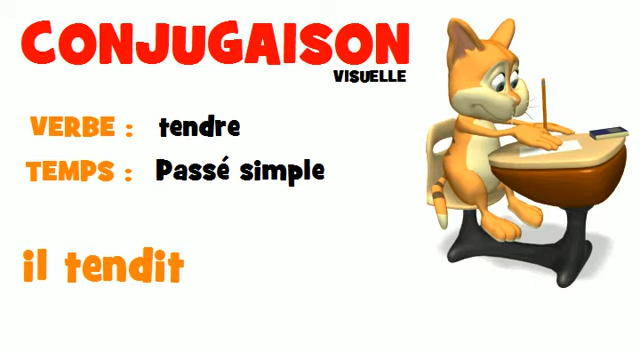 CONJUGAISON
VISUELLE
VERBE : tendre
TEMPS : Passé simple
il tendit